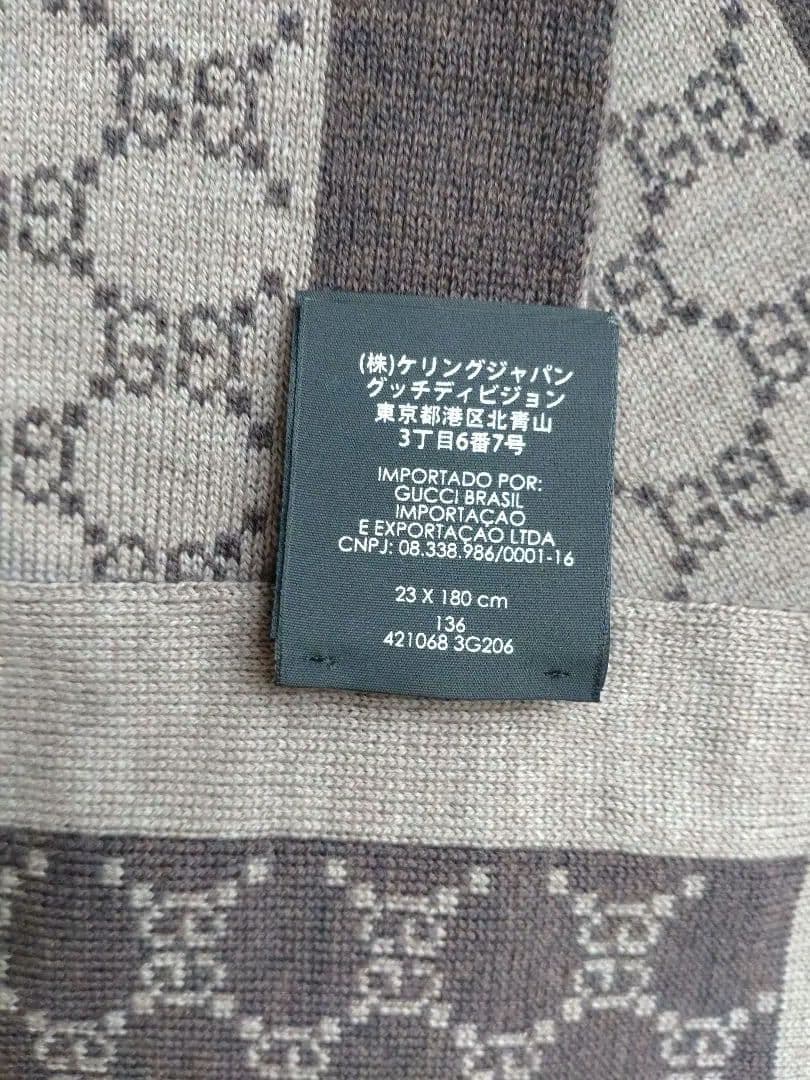 (株)ケリングジャパン
グッチディビジョン
東京都港区北青山
3丁目6番7号
IMPORTADO POR:
GUCCI BRASIL
IMPORTAÇAO
E EXPORTAÇAO LTDA
CNPJ: 08.338.986/0001-16
23 X 180 cm
136
421068 3G206